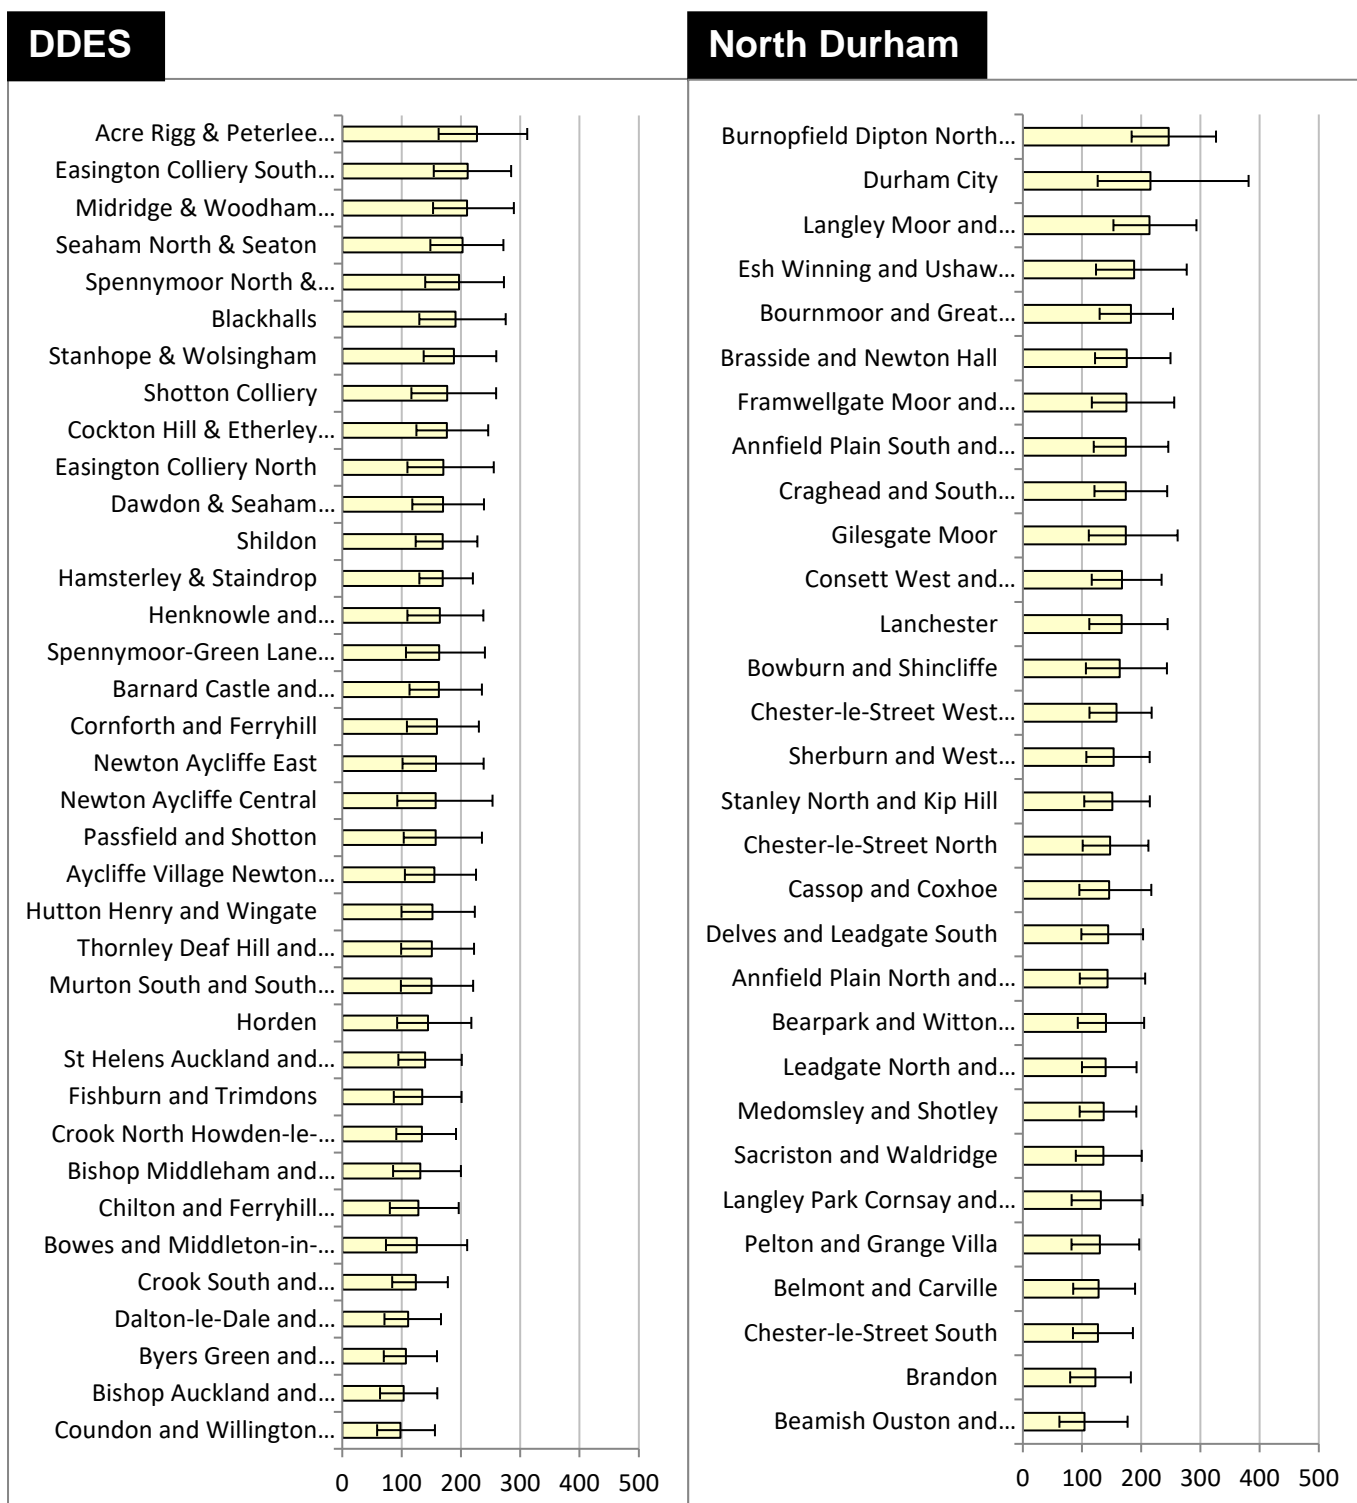 DDES
Acre Rigg & Peterlee...
Easington Colliery South...
Midridge & Woodham...
Seaham North & Seaton
Spennymoor North &...
Blackhalls
Stanhope & Wolsingham
Shotton Colliery
Cockton Hill & Etherley...
Easington Colliery North
Dawdon & Seaham...
Shildon
Hamsterley & Staindrop
Henknowle and...
Spennymoor-Green Lane...
Barnard Castle and...
Cornforth and Ferryhill
Newton Aycliffe East
Newton Aycliffe Central
Passfield and Shotton
Aycliffe Village Newton...
Hutton Henry and Wingate
Thornley Deaf Hill and...
Murton South and South...
Horden
St Helens Auckland and...
Fishburn and Trimdons
Crook North Howden-le-...
Bishop Middleham and...
Chilton and Ferryhill...
Bowes and Middleton-in-...
Crook South and...
Dalton-le-Dale and...
Byers Green and...
Bishop Auckland and...
Coundon and Willington...
0 100 200 300 400 500
North Durham
Burnopfield Dipton North...
Durham City
Langley Moor and...
Esh Winning and Ushaw...
Bournmoor and Great...
Brasside and Newton Hall
Framwellgate Moor and...
Annfield Plain South and...
Craghead and South...
Gilesgate Moor
Consett West and...
Lanchester
Bowburn and Shincliffe
Chester-le-Street West...
Sherburn and West...
Stanley North and Kip Hill
Chester-le-Street North
Cassop and Coxhoe
Delves and Leadgate South
Annfield Plain North and...
Bearpark and Witton...
Leadgate North and...
Medomsley and Shotley
Sacriston and Waldridge
Langley Park Cornsay and...
Pelton and Grange Villa
Belmont and Carville
Chester-le-Street South
Brandon
Beamish Ouston and...
0 100 200 300 400 500